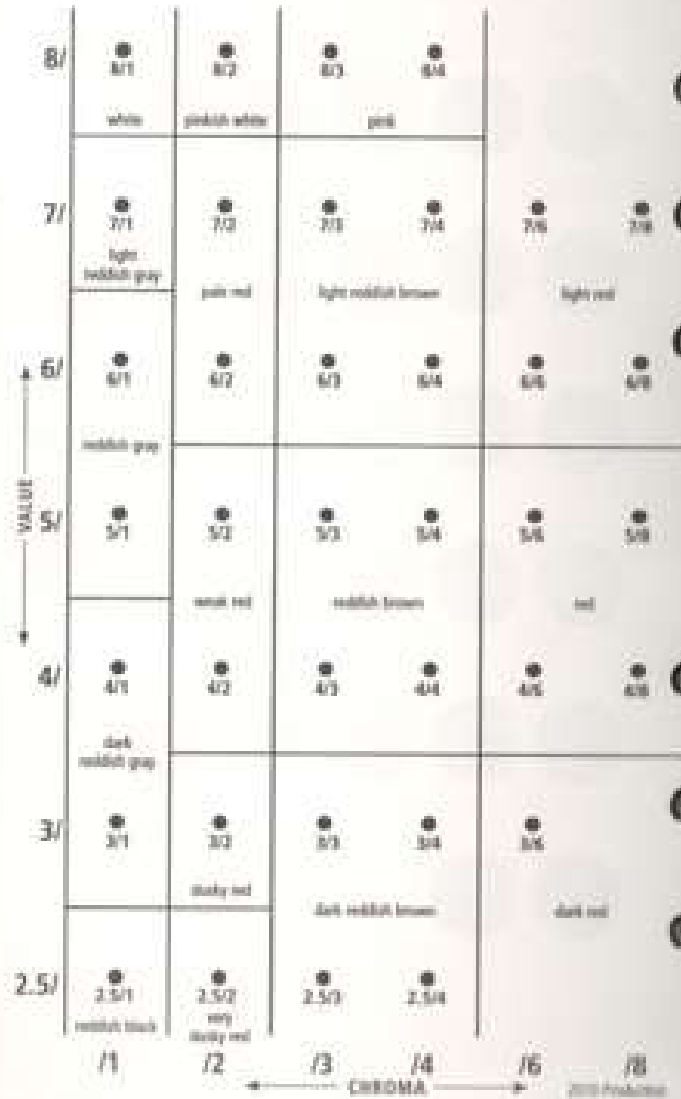 8/
8/1 8/2 8/3 8/4
white pinkish white pink
7/
7/1 7/2 7/3 7/4 7/6 7/8
light
reddish gray
pale red light reddish brown light red
6/
6/1 6/2 6/3 6/4 6/6 6/8
reddish gray
VALUE
5/
5/1 5/2 5/3 5/4 5/6 5/8
weak red reddish brown red
4/
4/1 4/2 4/3 4/4 4/6 4/8
dark
reddish gray
3/
3/1 3/2 3/3 3/4 3/6
dusky red
dark reddish brown dark red
2.5/
2.5/1 2.5/2 2.5/3 2.5/4
reddish black
very
dusky red
/1 /2 /3 /4 /6 /8
CHROMA
2010 Production